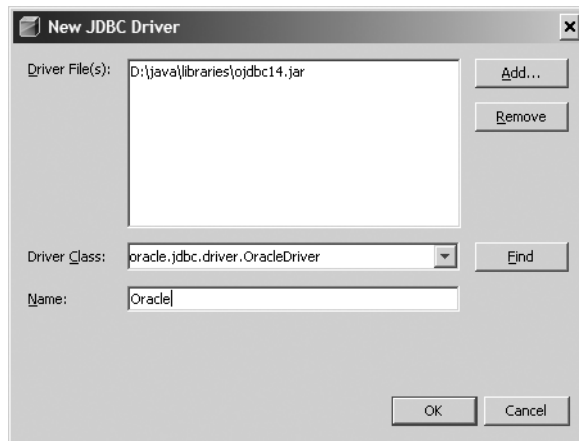 New JDBC Driver
Driver File(s):
D:\java\libraries\ojdbc14.jar
Add...
Remove
Driver Class:
oracle.jdbc.driver.OracleDriver
Find
Name:
Oracle
OK
Cancel